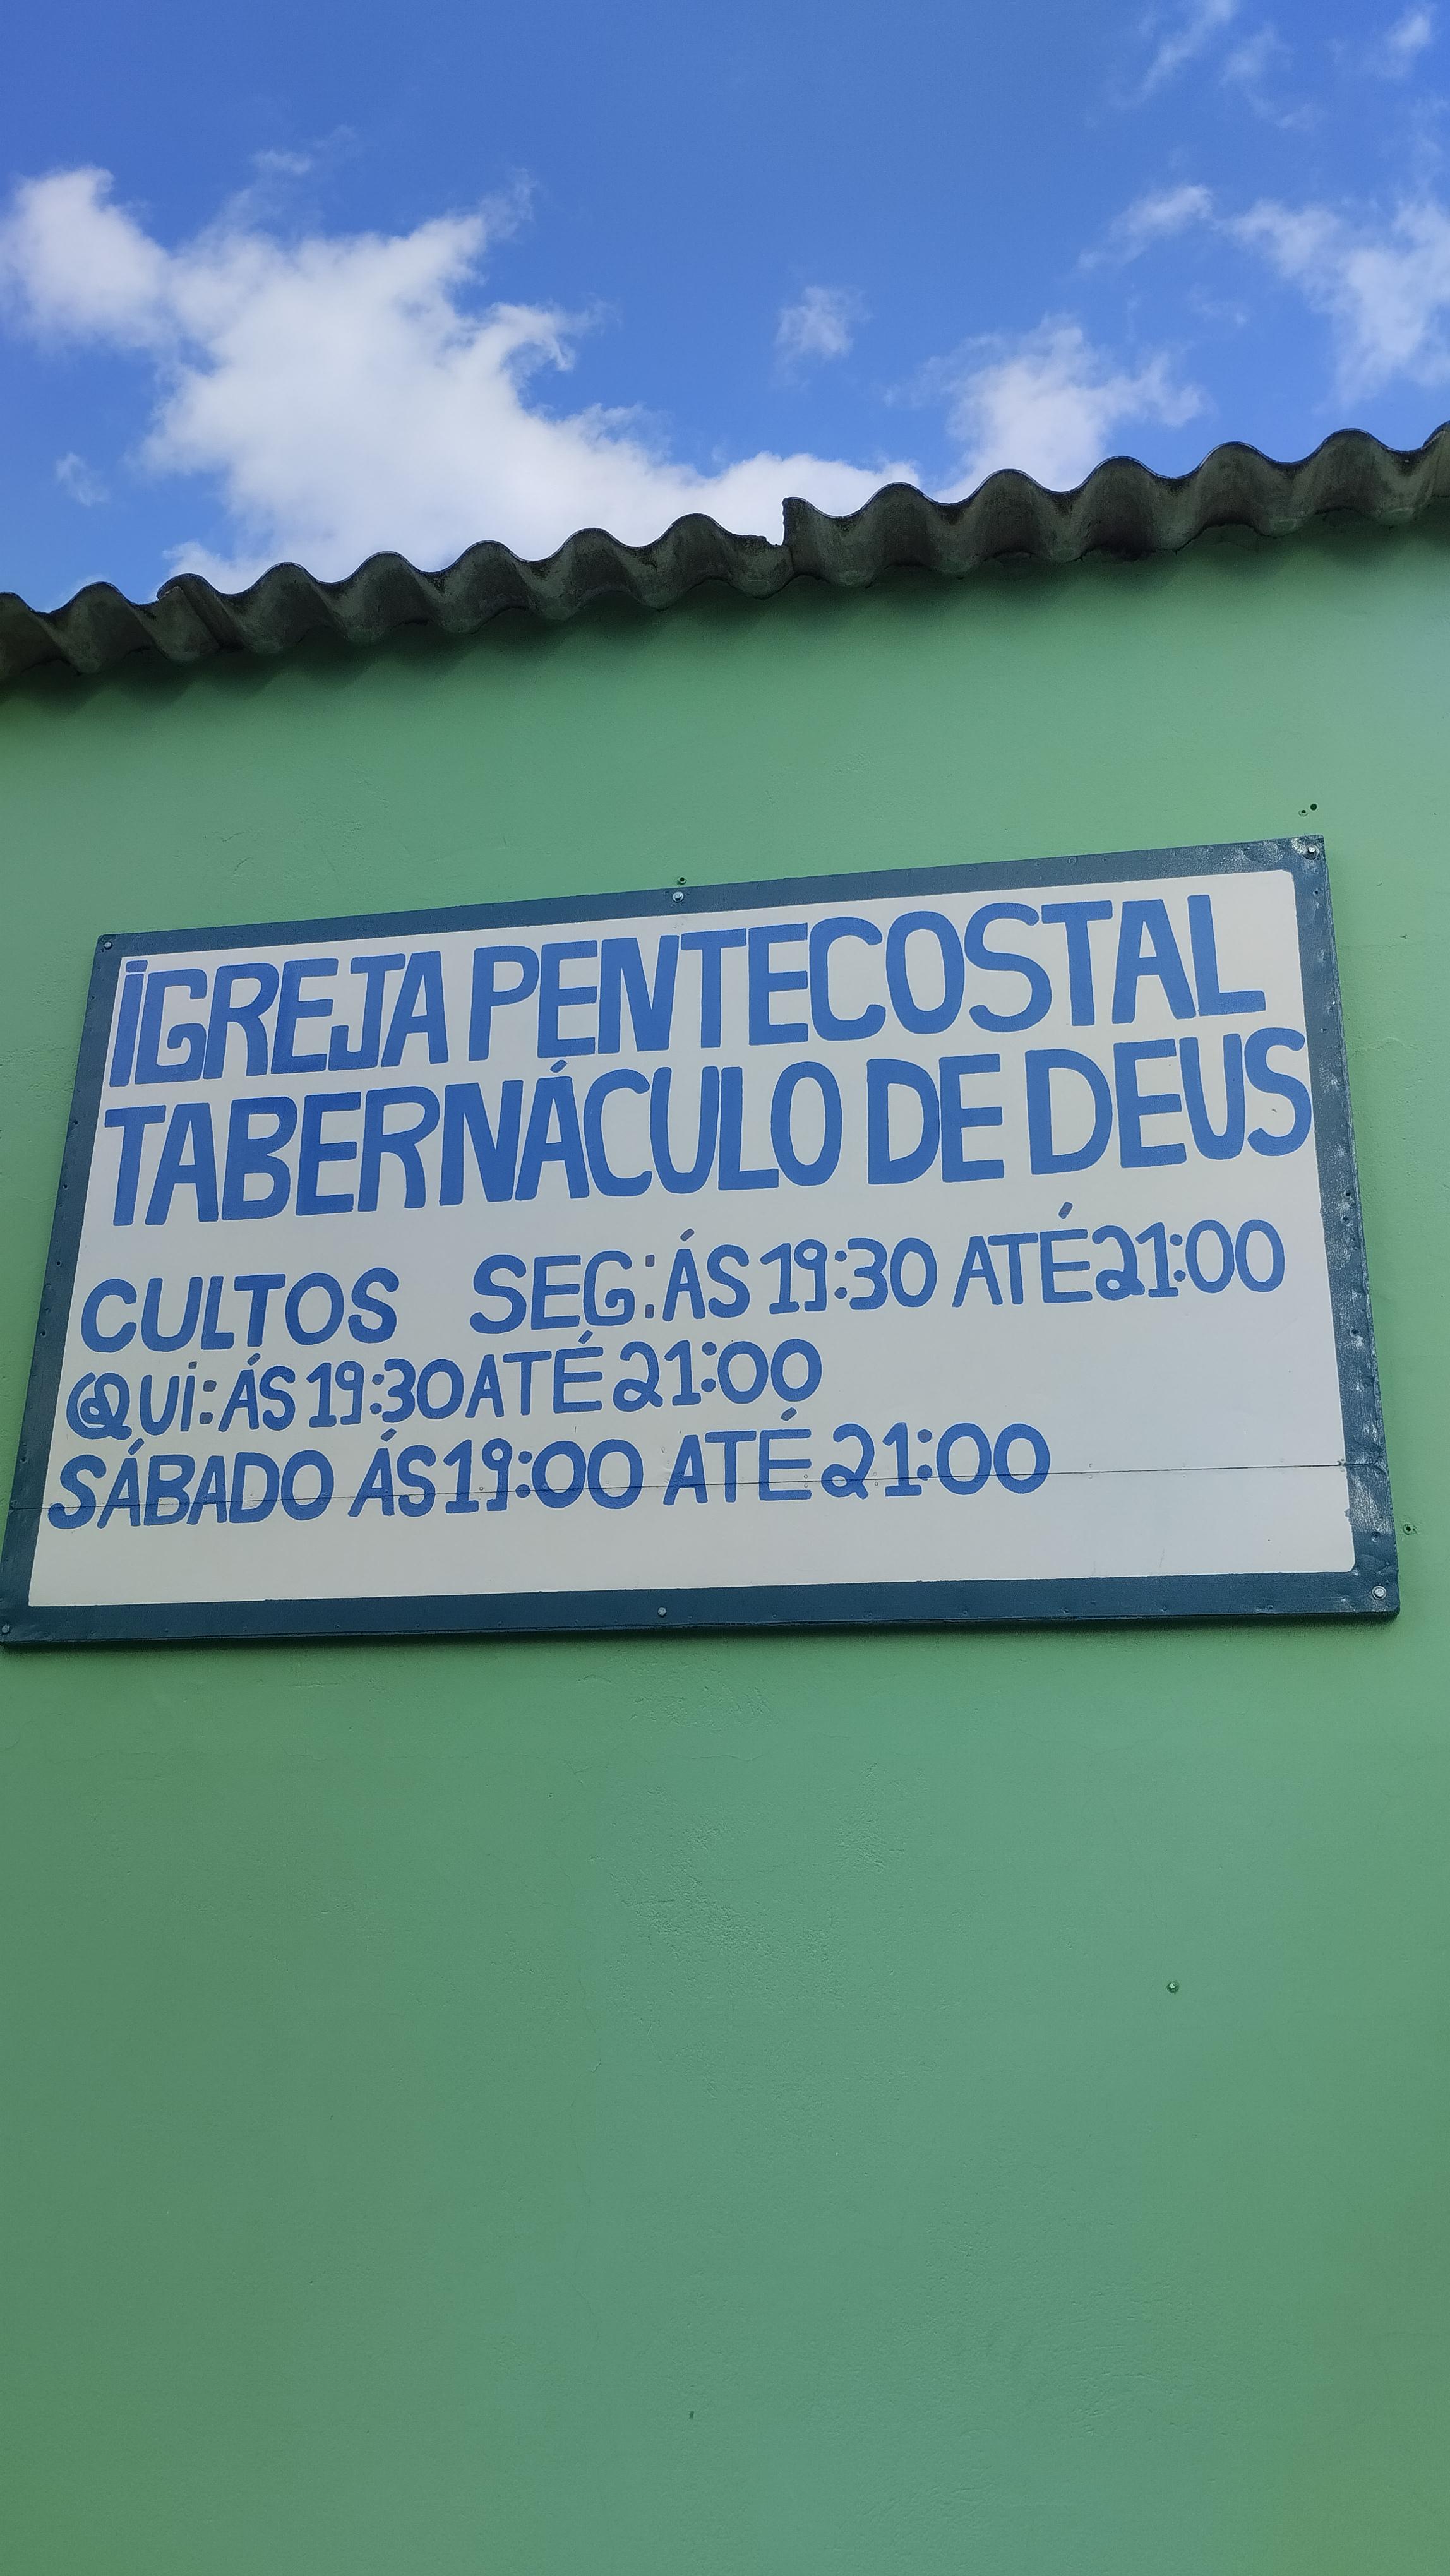 IGREJA PENTECOSTAL
TABERNÁCULO DE DEUS
CULTOS SEG:ÁS 19:30 ATÉ 21:00
QUI:ÁS 19:30 ATÉ 21:00
SÁBADO ÁS 19:00 ATÉ 21:00